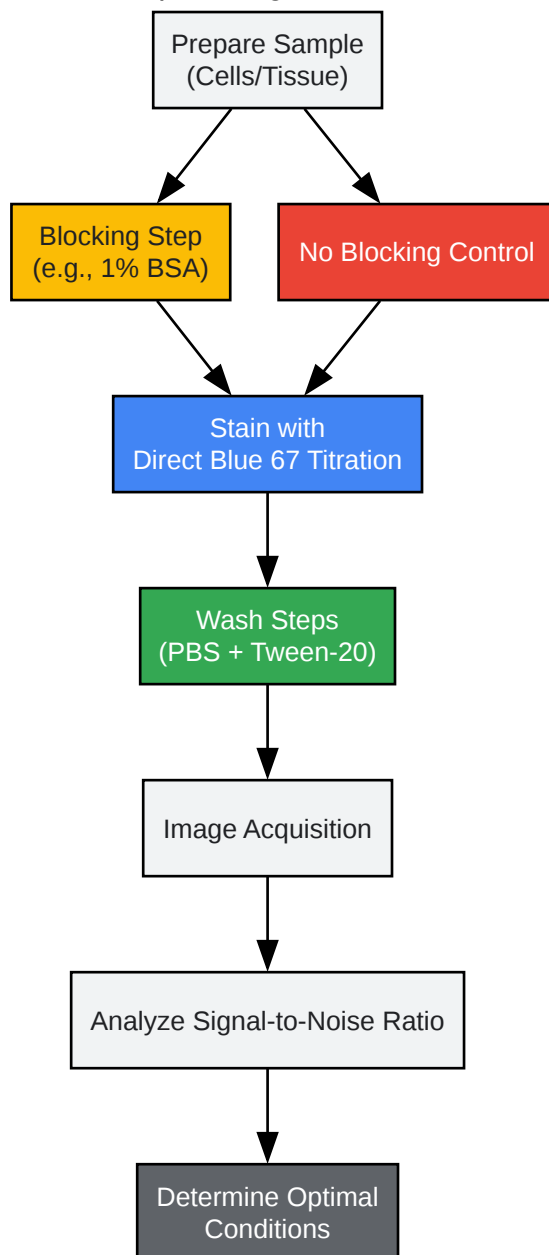 Prepare Sample
(Cells/Tissue)
Blocking Step
(e.g., 1% BSA)
No Blocking Control
Stain with
Direct Blue 67 Titration
Wash Steps
(PBS + Tween-20)
Image Acquisition
Analyze Signal-to-Noise Ratio
Determine Optimal
Conditions